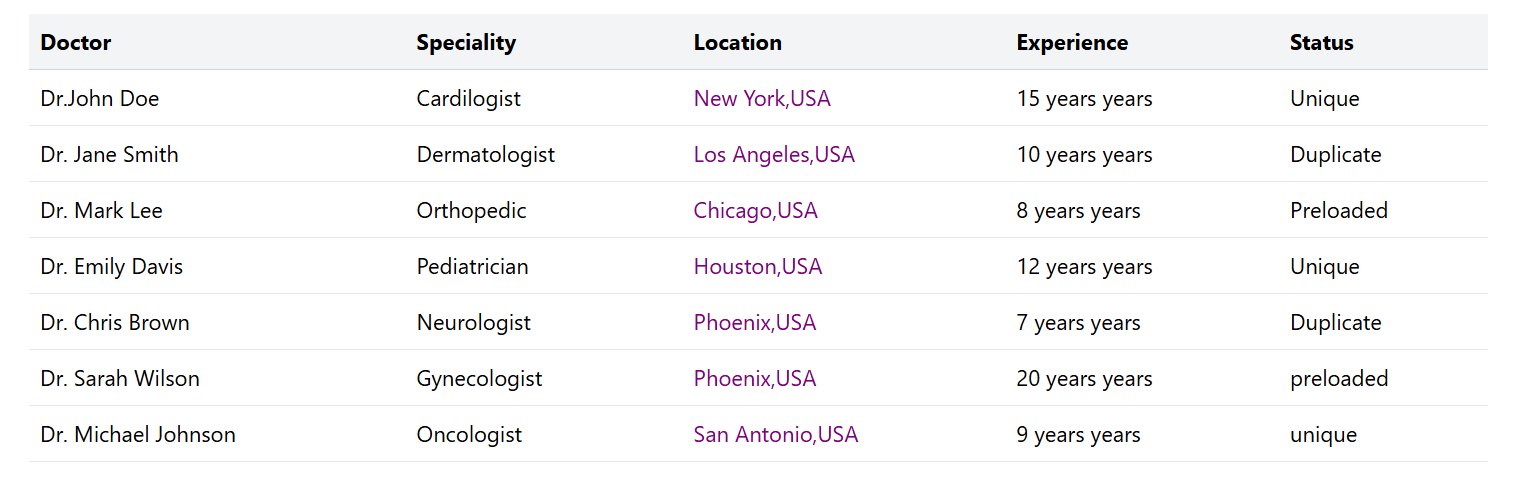 Doctor Speciality Location Experience Status
Dr.John Doe Cardilogist New York,USA 15 years years Unique
Dr. Jane Smith Dermatologist Los Angeles,USA 10 years years Duplicate
Dr. Mark Lee Orthopedic Chicago,USA 8 years years Preloaded
Dr. Emily Davis Pediatrician Houston,USA 12 years years Unique
Dr. Chris Brown Neurologist Phoenix,USA 7 years years Duplicate
Dr. Sarah Wilson Gynecologist Phoenix,USA 20 years years preloaded
Dr. Michael Johnson Oncologist San Antonio,USA 9 years years unique